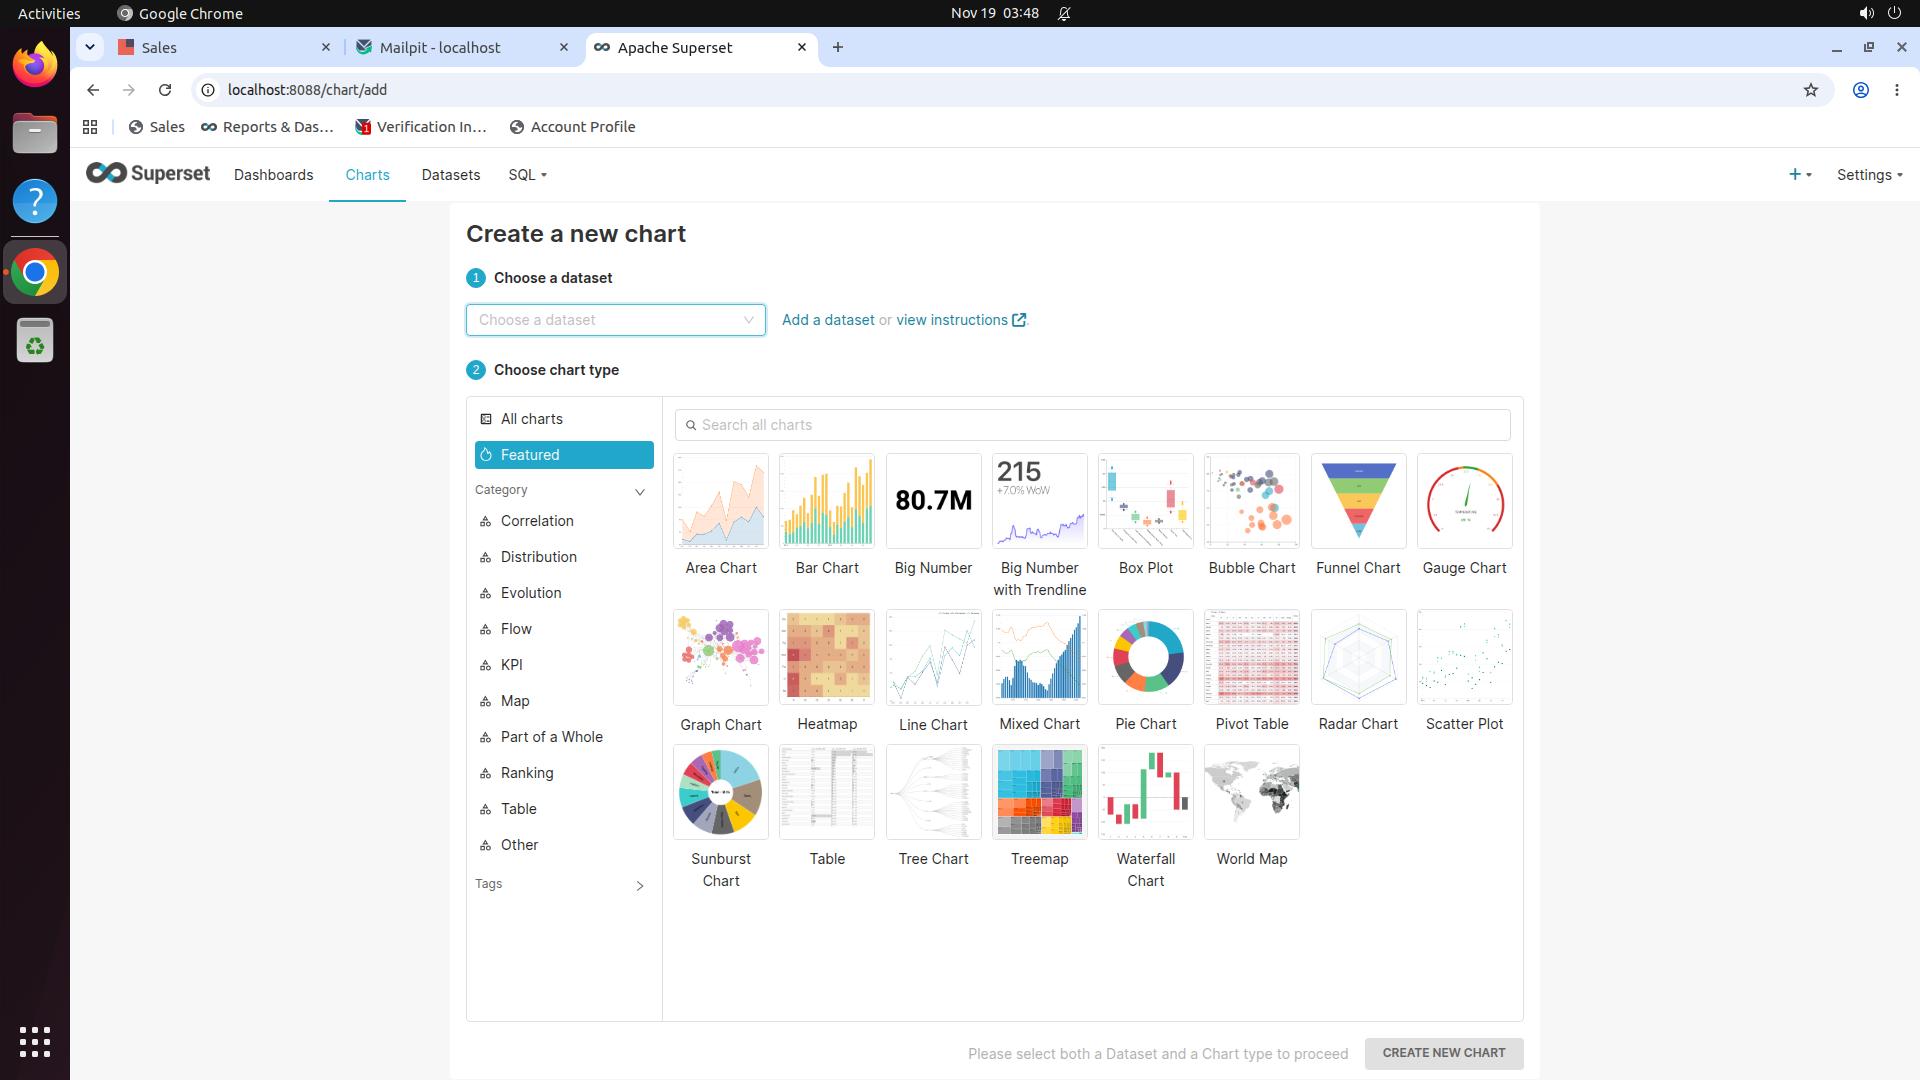 Activities
Google Chrome
Nov 19 03:48
Sales
Mailpit - localhost
Apache Superset
localhost:8088/chart/add
Sales
Reports & Das...
Verification In...
Account Profile
Superset
Dashboards
Charts
Datasets
SQL
Settings
Create a new chart
1 Choose a dataset
Choose a dataset
Add a dataset or view instructions .
2 Choose chart type
All charts
Featured
Category
Correlation
Distribution
Evolution
Flow
KPI
Map
Part of a Whole
Ranking
Table
Other
Tags
Search all charts
80.7M
215
+7.0% WoW
Area Chart
Bar Chart
Big Number
Big Number
with Trendline
Box Plot
Bubble Chart
Funnel Chart
Gauge Chart
Graph Chart
Heatmap
Line Chart
Mixed Chart
Pie Chart
Pivot Table
Radar Chart
Scatter Plot
Sunburst
Chart
Table
Tree Chart
Treemap
Waterfall
Chart
World Map
Please select both a Dataset and a Chart type to proceed
CREATE NEW CHART